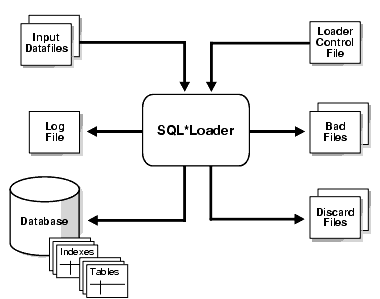 Input
Datafiles
Loader
Control
File
Log
File
SQL*Loader
Bad
Files
Database
Discard
Files
Indexes
Tables